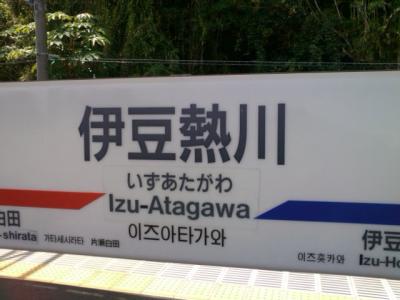 伊豆熱川
いずあたがわ
Izu-Atagawa
이즈아타가와
白田
-shirata 가타세시라타 片瀬白田
伊豆
Izu-Ho
이즈홋카와